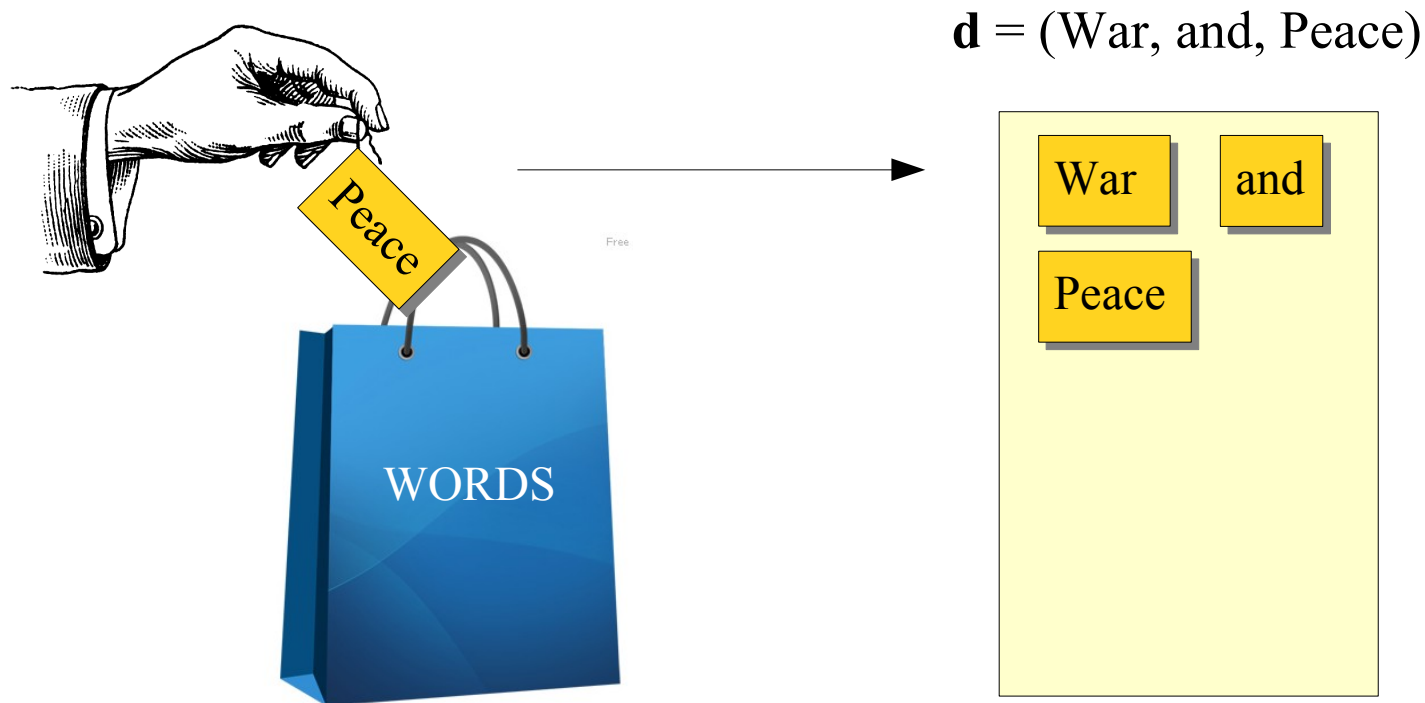 d = (War, and, Peace)
Peace
Free
War and
Peace
WORDS